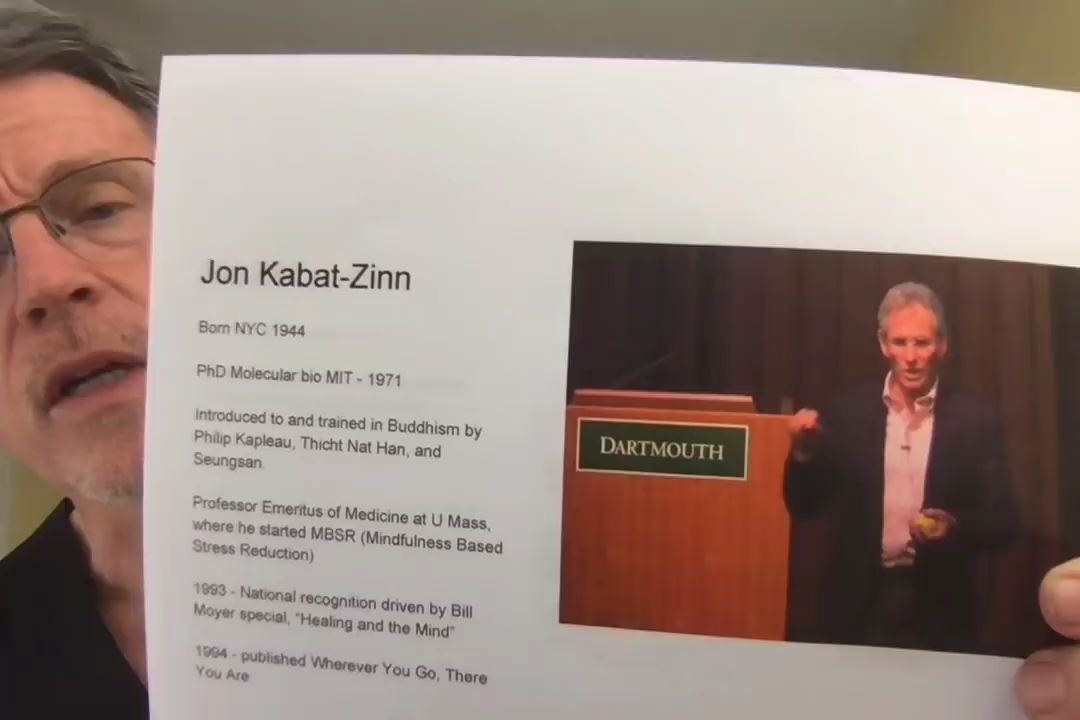 Jon Kabat-Zinn
Born NYC 1944
PhD Molecular bio MIT - 1971
introduced to and trained in Buddhism by
Philip Kapleau, Thicht Nat Han, and
Seungsan.
Professor Emeritus of Medicine at U Mass,
where he started MBSR (Mindfulness Based
Stress Reduction)
1993 - National recognition driven by Bill
Moyer special, "Healing and the Mind"
1994 - published Wherever You Go, There
You Are
DARTMOUTH